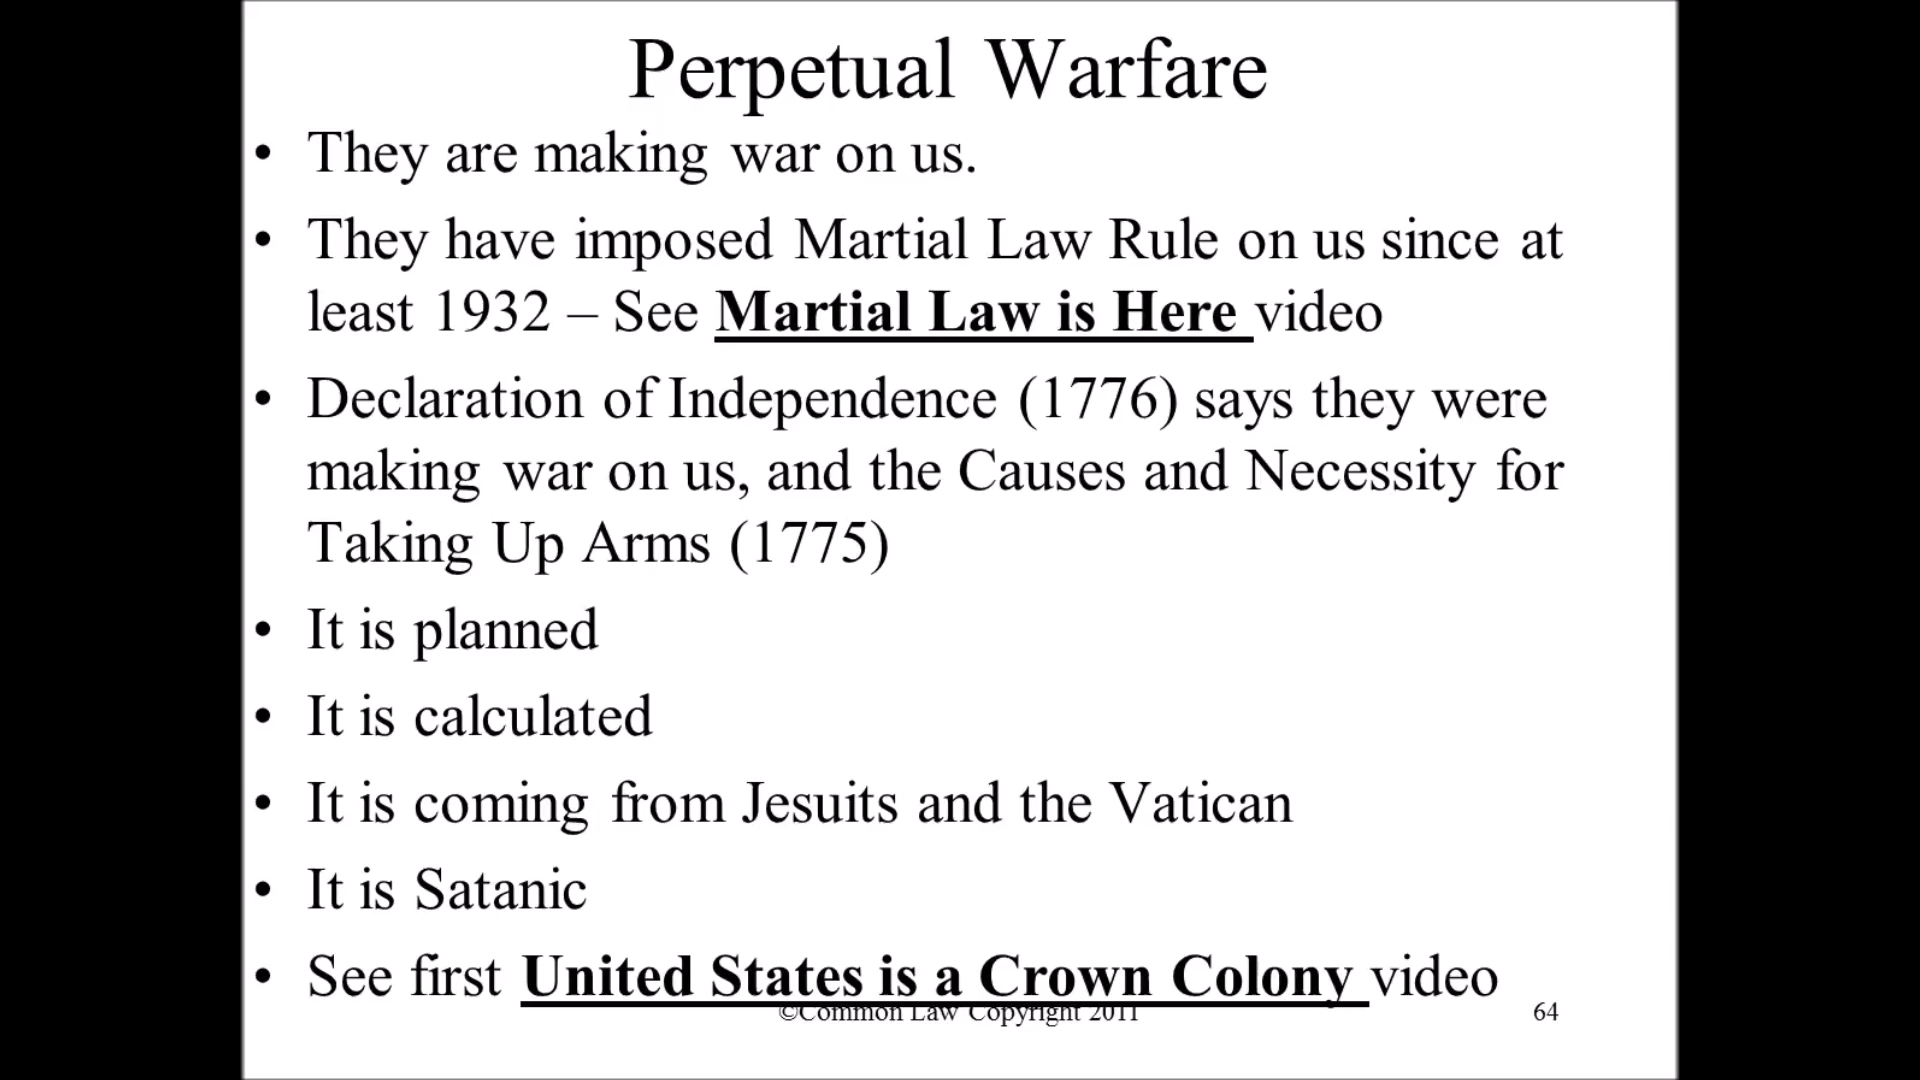 Perpetual Warfare
• They are making war on us.
• They have imposed Martial Law Rule on us since at
least 1932 – See Martial Law is Here video
• Declaration of Independence (1776) says they were
making war on us, and the Causes and Necessity for
Taking Up Arms (1775)
• It is planned
• It is calculated
• It is coming from Jesuits and the Vatican
• It is Satanic
• See first United States is a Crown Colony video
©Common Law Copyright 2011
64